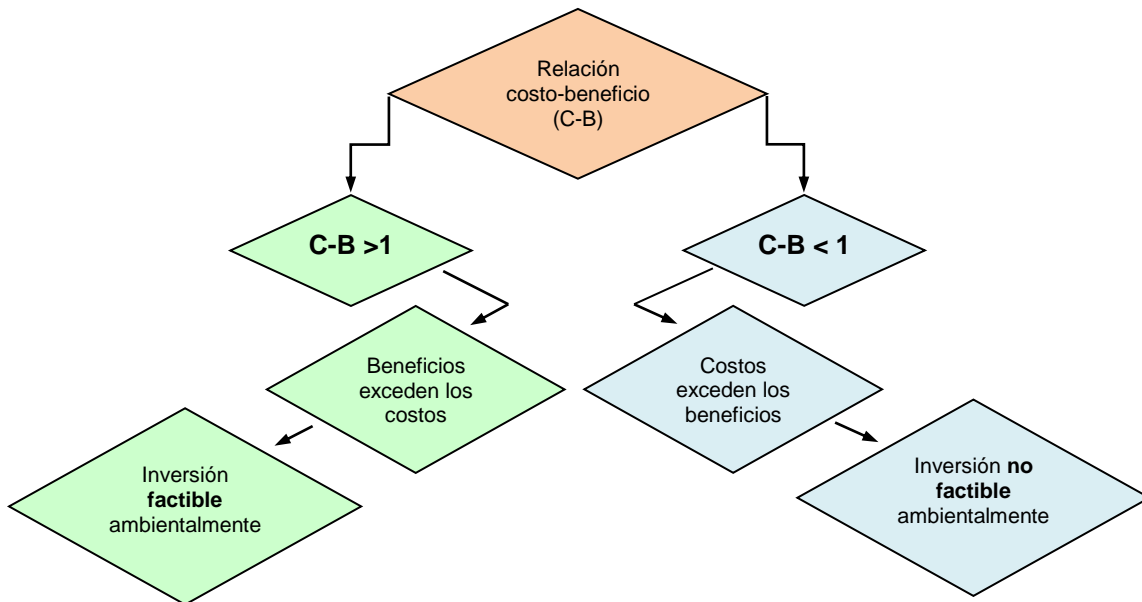 Relación
costo-beneficio
(C-B)
C-B >1
C-B < 1
Beneficios
exceden los
costos
Costos
exceden los
beneficios
Inversión
factible
ambientalmente
Inversión no
factible
ambientalmente